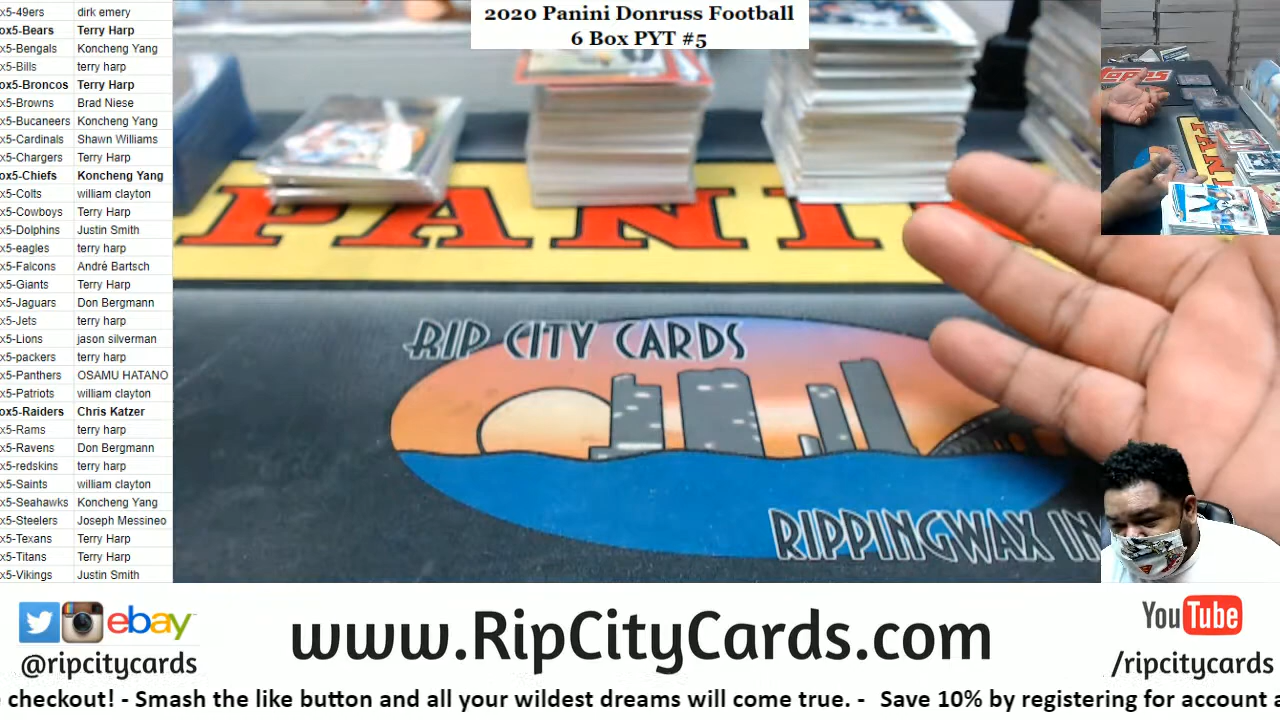 2020 Panini Donruss Football
6 Box PYT #5
x5-49ers dirk emery
ox5-Bears Terry Harp
x5-Bengals Koncheng Yang
x5-Bills terry harp
ox5-Broncos Terry Harp
x5-Browns Brad Niese
x5-Bucaneers Koncheng Yang
x5-Cardinals Shawn Williams
x5-Chargers Terry Harp
ox5-Chiefs Koncheng Yang
x5-Colts william clayton
x5-Cowboys Terry Harp
x5-Dolphins Justin Smith
x5-eagles terry harp
x5-Falcons André Bartsch
x5-Giants Terry Harp
x5-Jaguars Don Bergmann
x5-Jets terry harp
x5-Lions jason silverman
x5-packers terry harp
x5-Panthers OSAMU HATANO
x5-Patriots william clayton
ox5-Raiders Chris Katzer
x5-Rams terry harp
x5-Ravens Don Bergmann
x5-redskins terry harp
x5-Saints william clayton
x5-Seahawks Koncheng Yang
x5-Steelers Joseph Messineo
x5-Texans Terry Harp
x5-Titans Terry Harp
x5-Vikings Justin Smith
PANINI
RIP CITY CARDS
RIPPINGWAX IN
Topps
ebay
@ripcitycards
www.RipCityCards.com
YouTube
/ripcitycards
checkout! - Smash the like button and all your wildest dreams will come true. - Save 10% by registering for account a